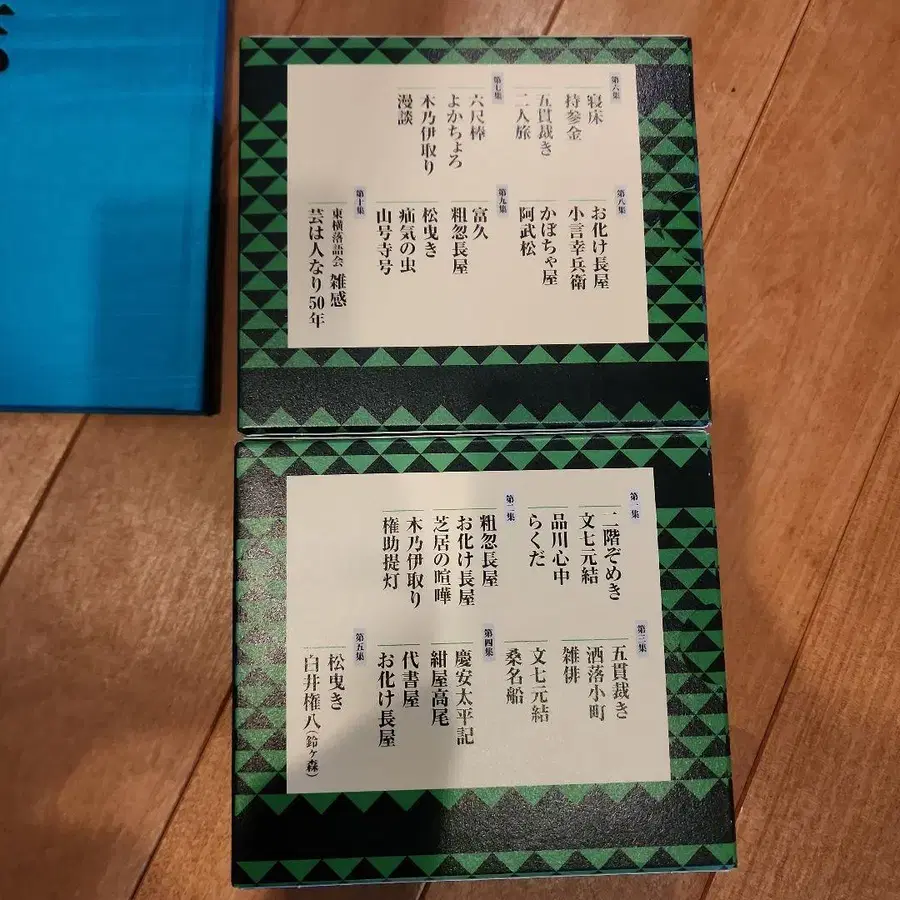 第六集
寝床
持参金
五貫裁き
二人旅
第七集
六尺棒
よかちょろ
木乃伊取り
漫談
第八集
お化け長屋
小言幸兵衛
かぼちゃ屋
阿武松
第九集
富久
粗忽長屋
松曳き
疝気の虫
山号寺号
第十集
東横落語会 雑感
芸は人なり50年
第一集
二階ぞめき
文七元結
品川心中
らくだ
第二集
粗忽長屋
お化け長屋
芝居の喧嘩
木乃伊取り
権助提灯
第三集
五貫裁き
洒落小町
雑俳
文七元結
桑名船
第四集
慶安太平記
紺屋高尾
代書屋
お化け長屋
第五集
松曳き
白井権八(鈴ヶ森)